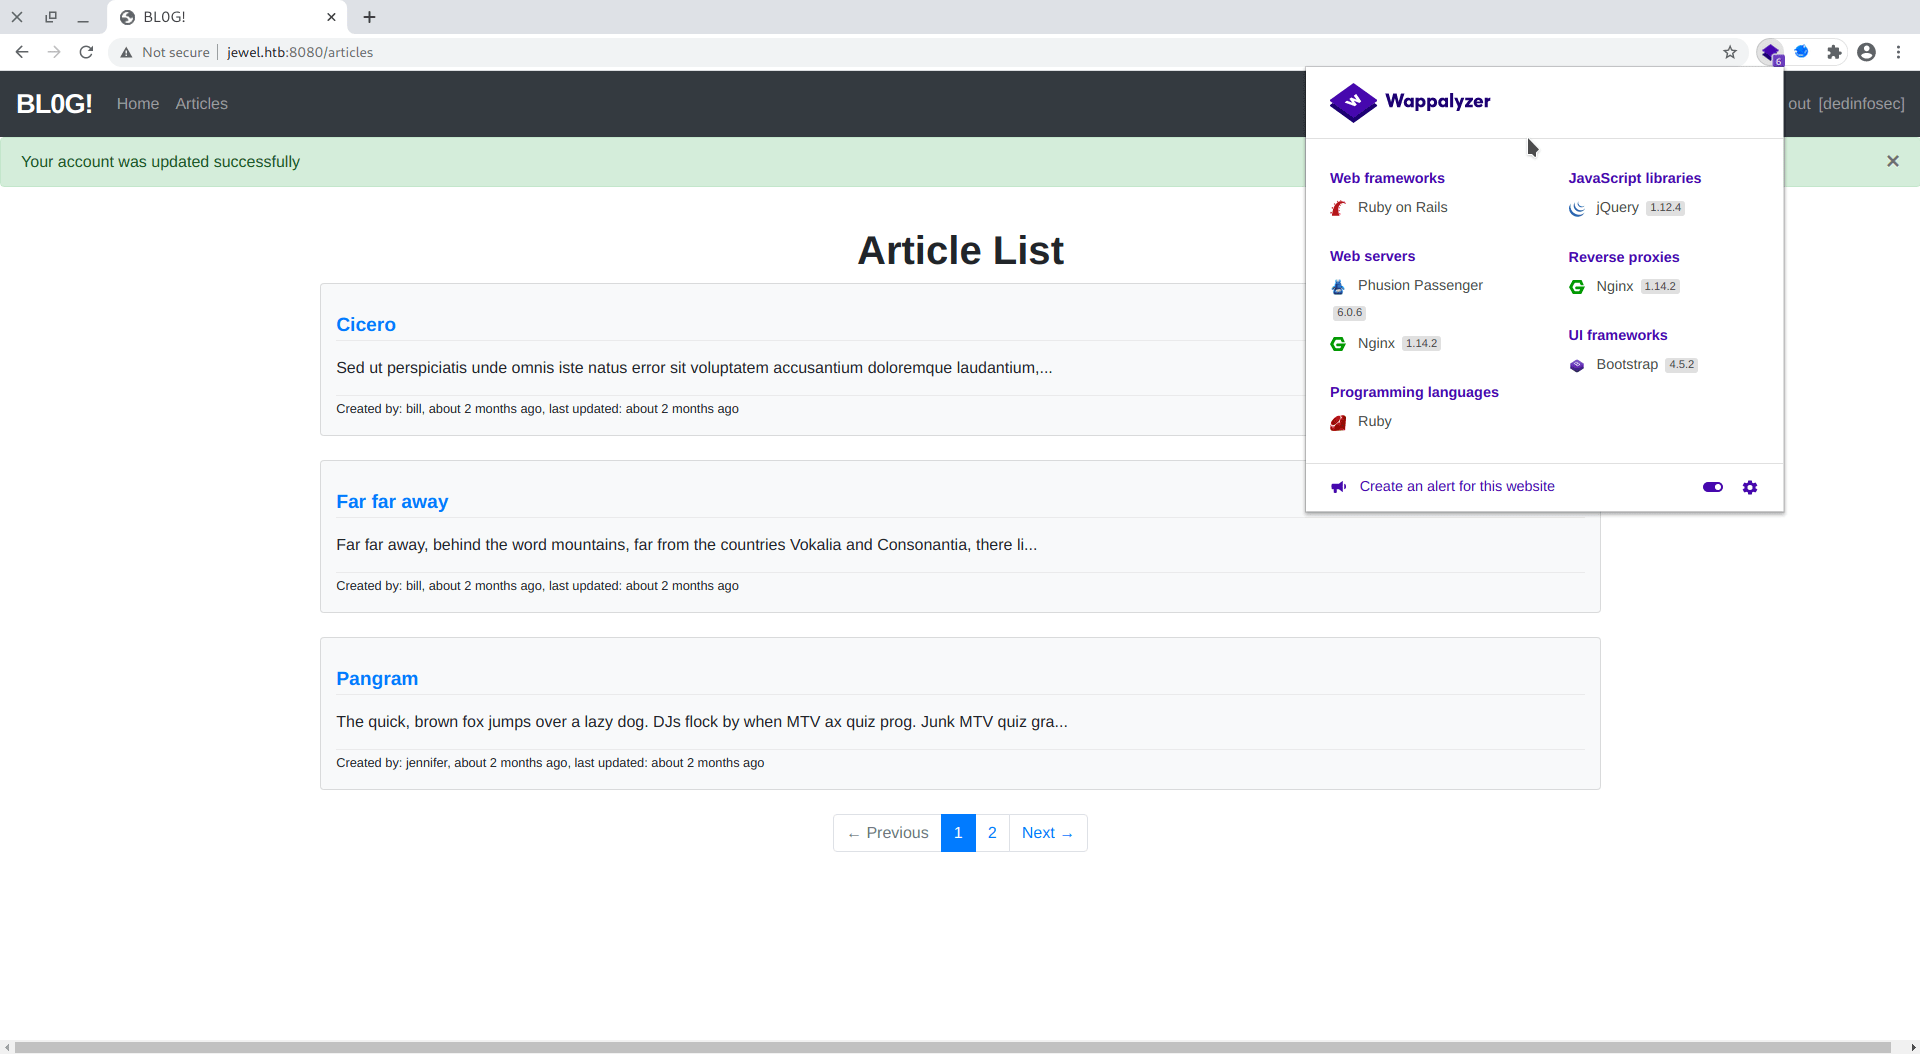 BL0G!
Not secure jewel.htb:8080/articles
6
BL0G! Home Articles out [dedinfosec]
Your account was updated successfully
Wappalyzer
Web frameworks
Ruby on Rails
Web servers
Phusion Passenger
6.0.6
Nginx 1.14.2
Programming languages
Ruby
JavaScript libraries
jQuery 1.12.4
Reverse proxies
Nginx 1.14.2
UI frameworks
Bootstrap 4.5.2
Create an alert for this website
Article List
Cicero
Sed ut perspiciatis unde omnis iste natus error sit voluptatem accusantium doloremque laudantium,...
Created by: bill, about 2 months ago, last updated: about 2 months ago
Far far away
Far far away, behind the word mountains, far from the countries Vokalia and Consonantia, there li...
Created by: bill, about 2 months ago, last updated: about 2 months ago
Pangram
The quick, brown fox jumps over a lazy dog. DJs flock by when MTV ax quiz prog. Junk MTV quiz gra...
Created by: jennifer, about 2 months ago, last updated: about 2 months ago
← Previous 1 2 Next →